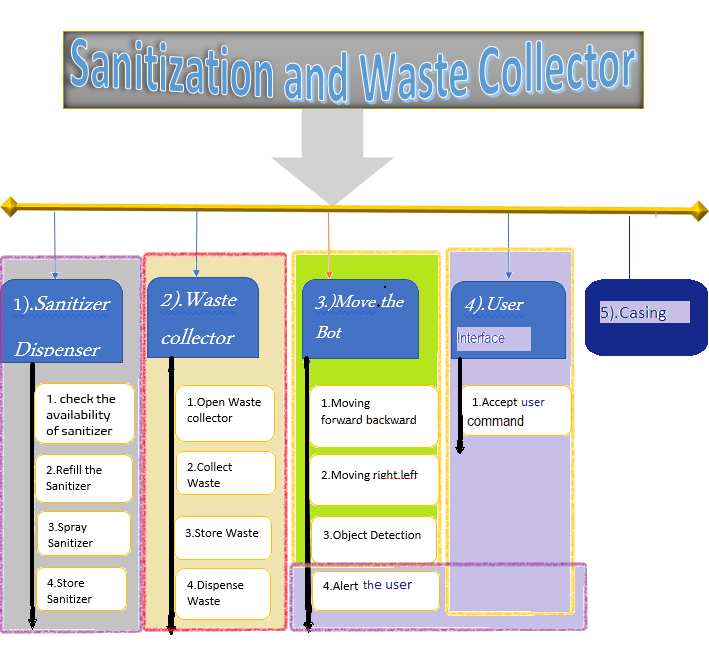 Sanitization and Waste Collector
1).Sanitizer
Dispenser
1. check the
availability
of sanitizer
2.Refill the
Sanitizer
3.Spray
Sanitizer
4.Store
Sanitizer
2).Waste
collector
1.Open Waste
collector
2.Collect
Waste
3.Store Waste
4.Dispense
Waste
3.)Move the
Bot
1.Moving
forward backward
2.Moving right.left
3.Object Detection
4.Alert the user
4).User
Interface
1.Accept user
command
5).Casing